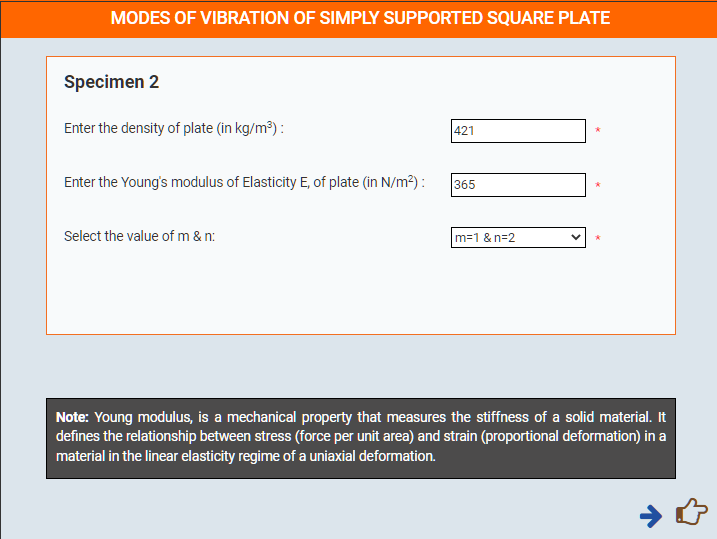 MODES OF VIBRATION OF SIMPLY SUPPORTED SQUARE PLATE
Specimen 2
Enter the density of plate (in kg/m³) :
421
*
Enter the Young's modulus of Elasticity E, of plate (in N/m²) :
365
*
Select the value of m & n:
m=1 & n=2
*
Note: Young modulus, is a mechanical property that measures the stiffness of a solid material. It
defines the relationship between stress (force per unit area) and strain (proportional deformation) in a
material in the linear elasticity regime of a uniaxial deformation.